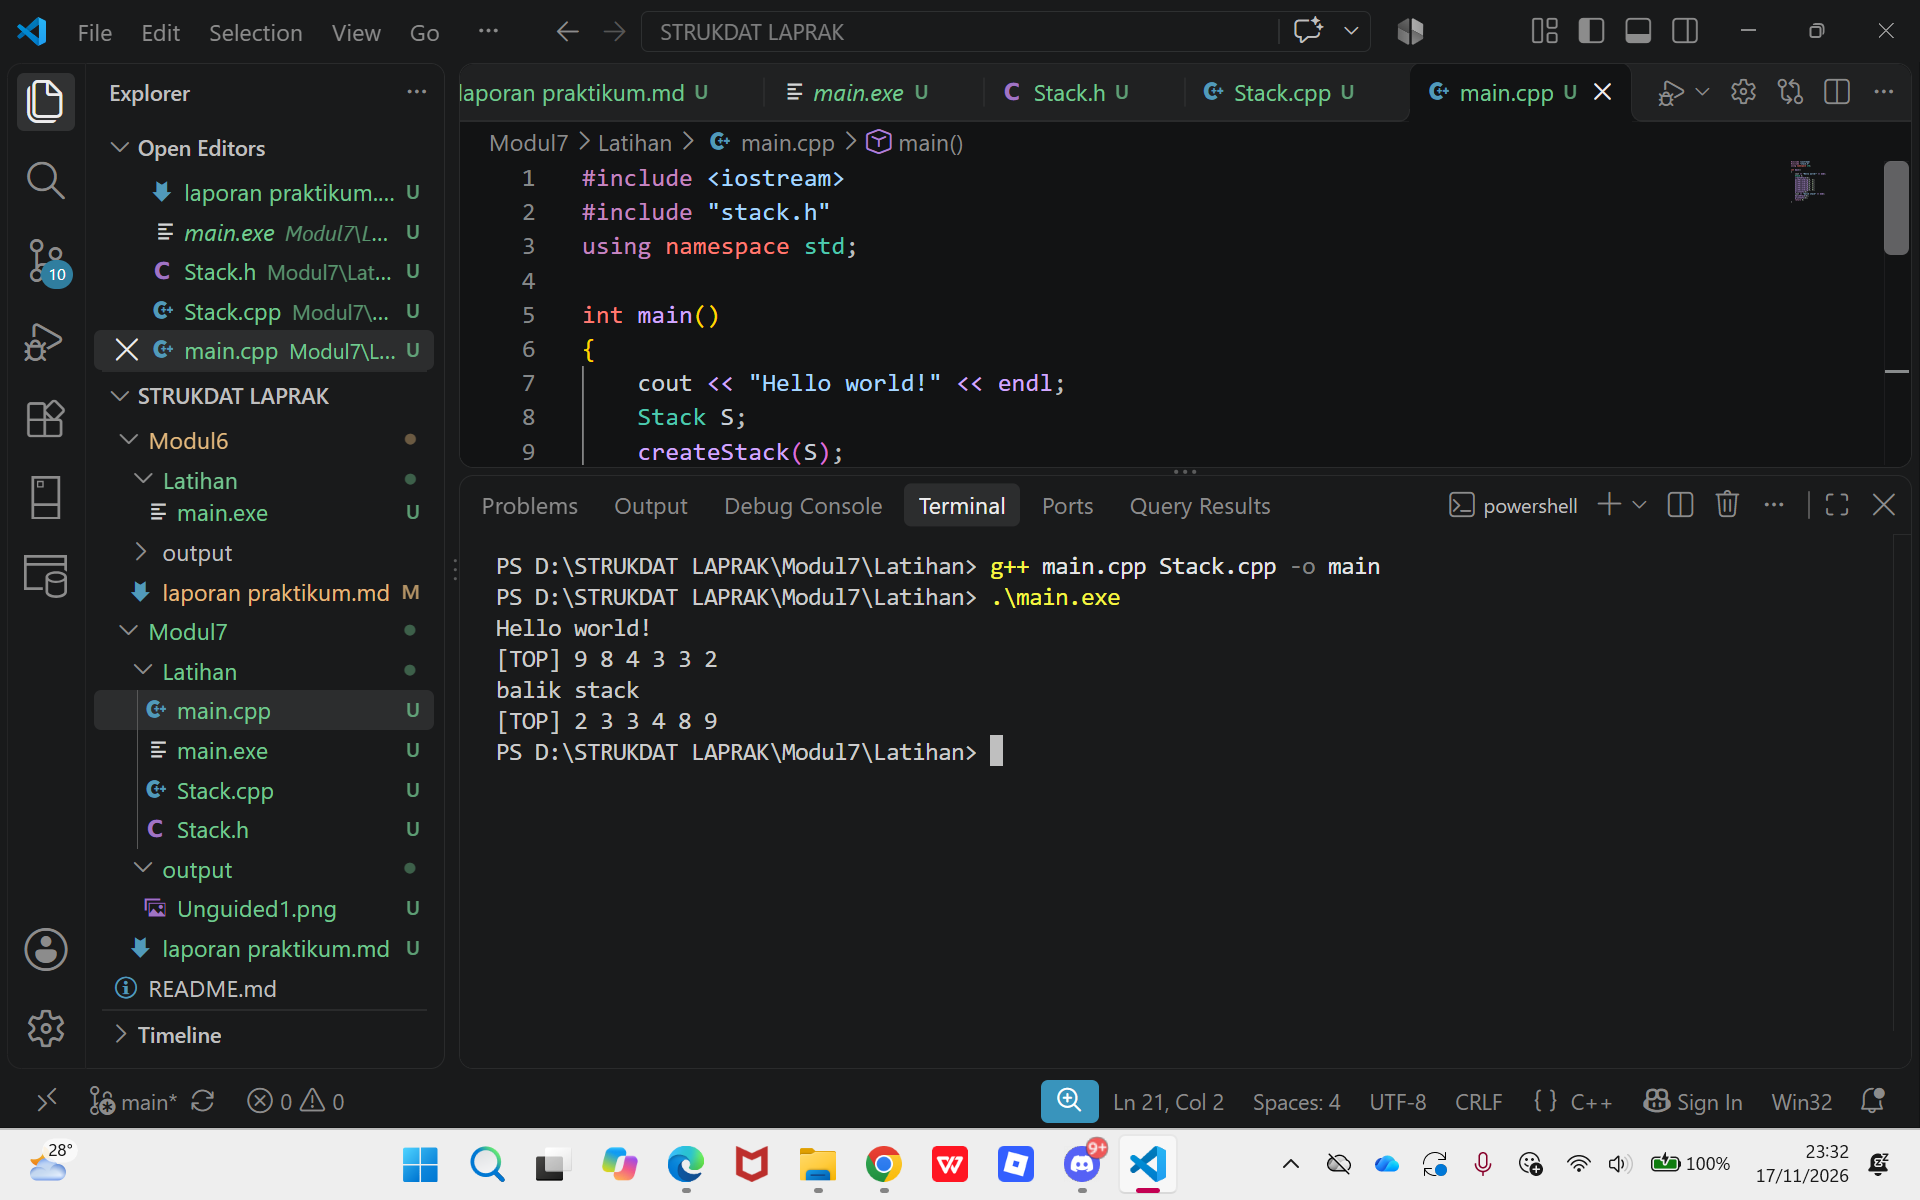 File Edit Selection View Go ... STRUKDAT LAPRAK
Explorer
Open Editors
laporan praktikum.... U
main.exe Modul7\L... U
Stack.h Modul7\Lat... U
Stack.cpp Modul7\... U
main.cpp Modul7\L... U
STRUKDAT LAPRAK
Modul6
Latihan
main.exe U
output
laporan praktikum.md M
Modul7
Latihan
main.cpp U
main.exe U
Stack.cpp U
Stack.h U
output
Unguided1.png U
laporan praktikum.md U
README.md
Timeline
10
laporan praktikum.md U main.exe U Stack.h U Stack.cpp U main.cpp U
Modul7 > Latihan > main.cpp > main()
1 #include <iostream>
2 #include "stack.h"
3 using namespace std;
4
5 int main()
6 {
7 cout << "Hello world!" << endl;
8 Stack S;
9 createStack(S);
Problems Output Debug Console Terminal Ports Query Results powershell
PS D:\STRUKDAT LAPRAK\Modul7\Latihan> g++ main.cpp Stack.cpp -o main
PS D:\STRUKDAT LAPRAK\Modul7\Latihan> .\main.exe
Hello world!
[TOP] 9 8 4 3 3 2
balik stack
[TOP] 2 3 3 4 8 9
PS D:\STRUKDAT LAPRAK\Modul7\Latihan>
main* 0 0 Ln 21, Col 2 Spaces: 4 UTF-8 CRLF {} C++ Sign In Win32
28° 9+ 100% 23:32
17/11/2026